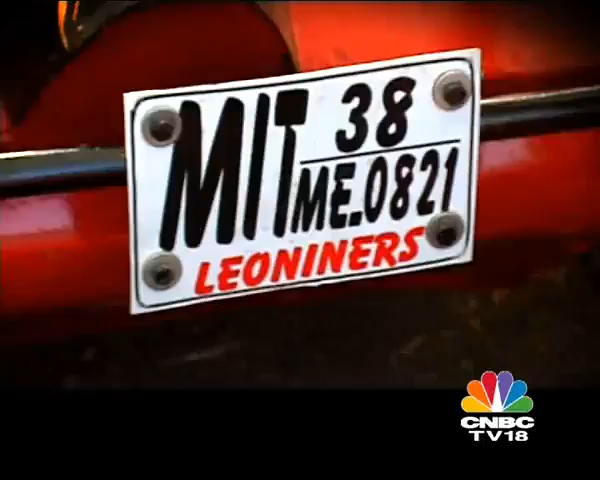 MIT 38
ME.0821
LEONINERS
CNBC
TV18